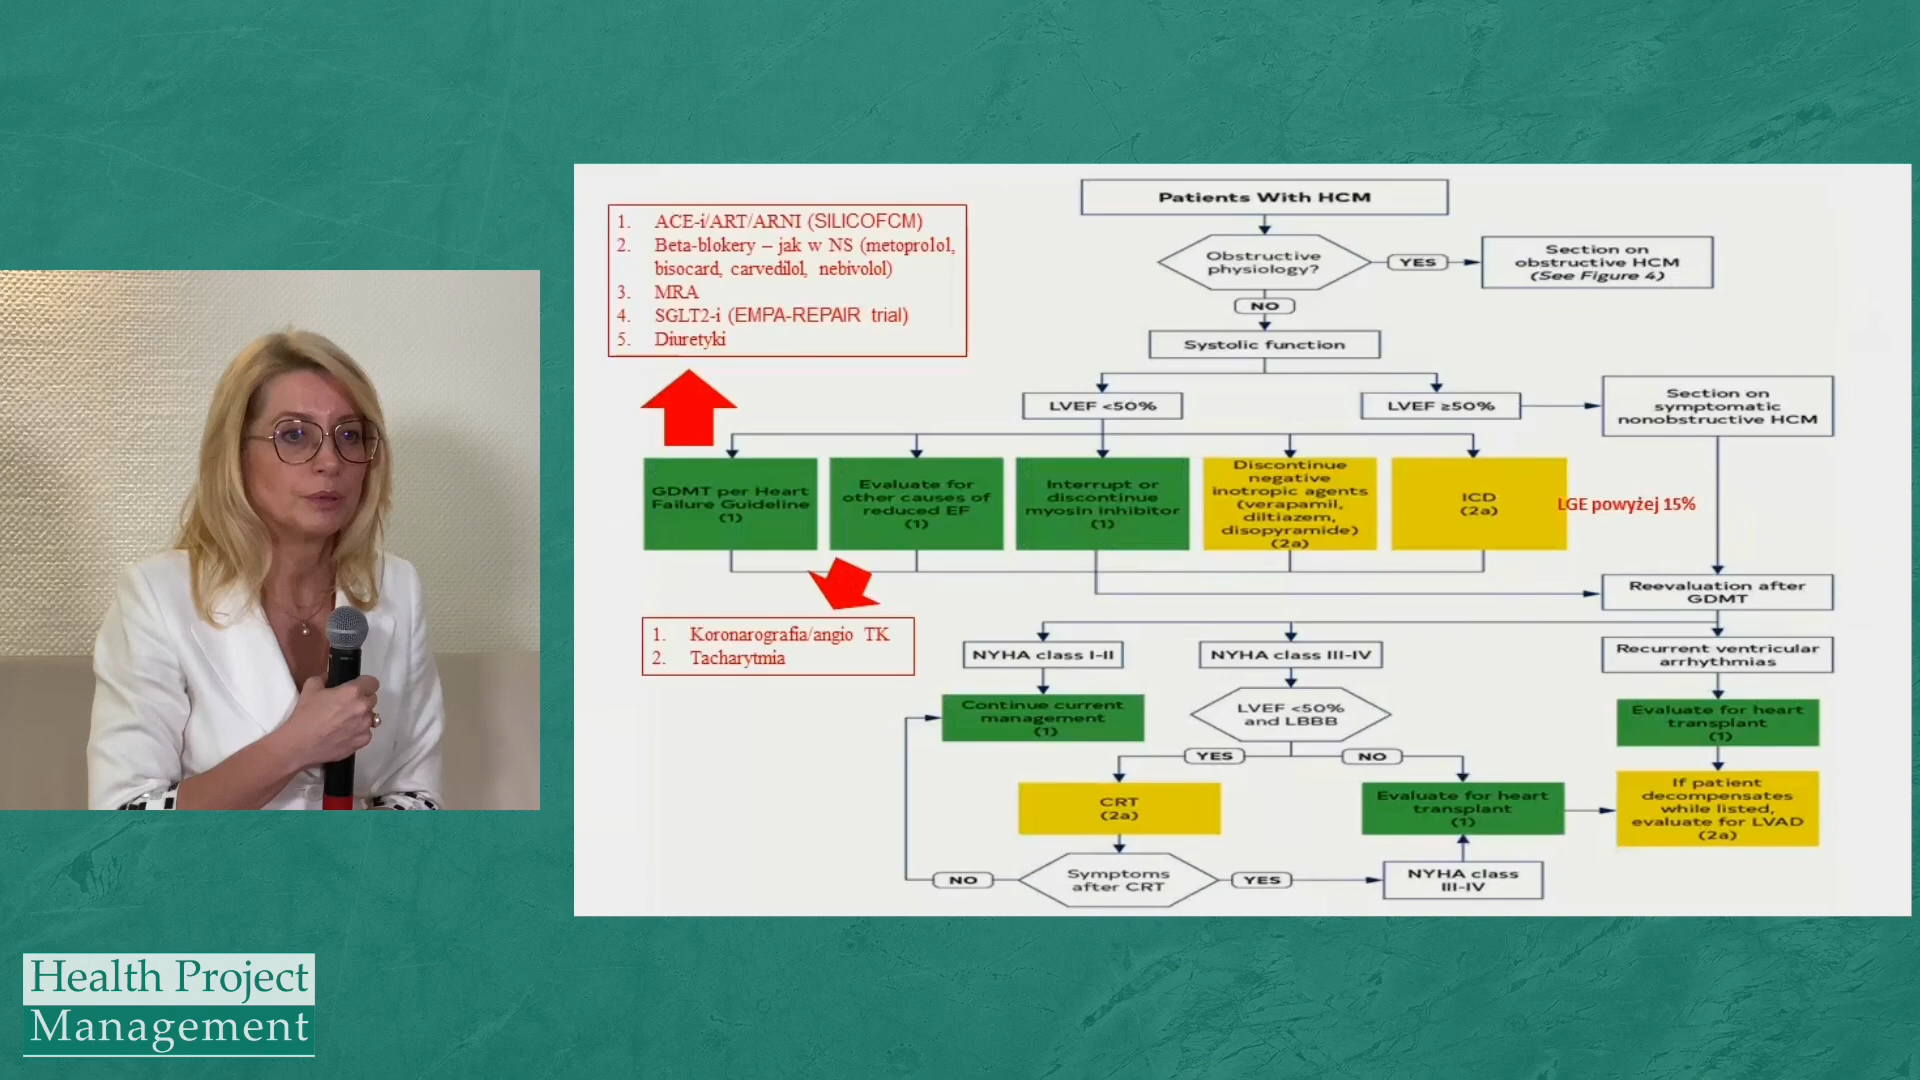 Patients With HCM
1. ACE-i/ART/ARNI (SILICOFCM)
2. Beta-blokery – jak w NS (metoprolol,
bisocard, carvedilol, nebivolol)
3. MRA
4. SGLT2-i (EMPA-REPAIR trial)
5. Diuretyki
Obstructive
physiology?
YES
Section on
obstructive HCM
(See Figure 4)
NO
Systolic function
LVEF <50%
LVEF ≥50%
Section on
symptomatic
nonobstructive HCM
GDMT per Heart
Failure Guideline
(1)
Evaluate for
other causes of
reduced EF
(1)
Interrupt or
discontinue
myosin inhibitor
(1)
Discontinue
negative
inotropic agents
(verapamil,
diltiazem,
disopyramide)
(2a)
ICD
(2a)
LGE powyżej 15%
Reevaluation after
GDMT
1. Koronarografia/angio TK
2. Tacharytmia
NYHA class I-II
NYHA class III-IV
Recurrent ventricular
arrhythmias
Continue current
management
(1)
LVEF <50%
and LBBB
Evaluate for heart
transplant
(1)
YES
NO
CRT
(2a)
Evaluate for heart
transplant
(1)
If patient
decompensates
while listed,
evaluate for LVAD
(2a)
NO
Symptoms
after CRT
YES
NYHA class
III-IV
Health Project
Management